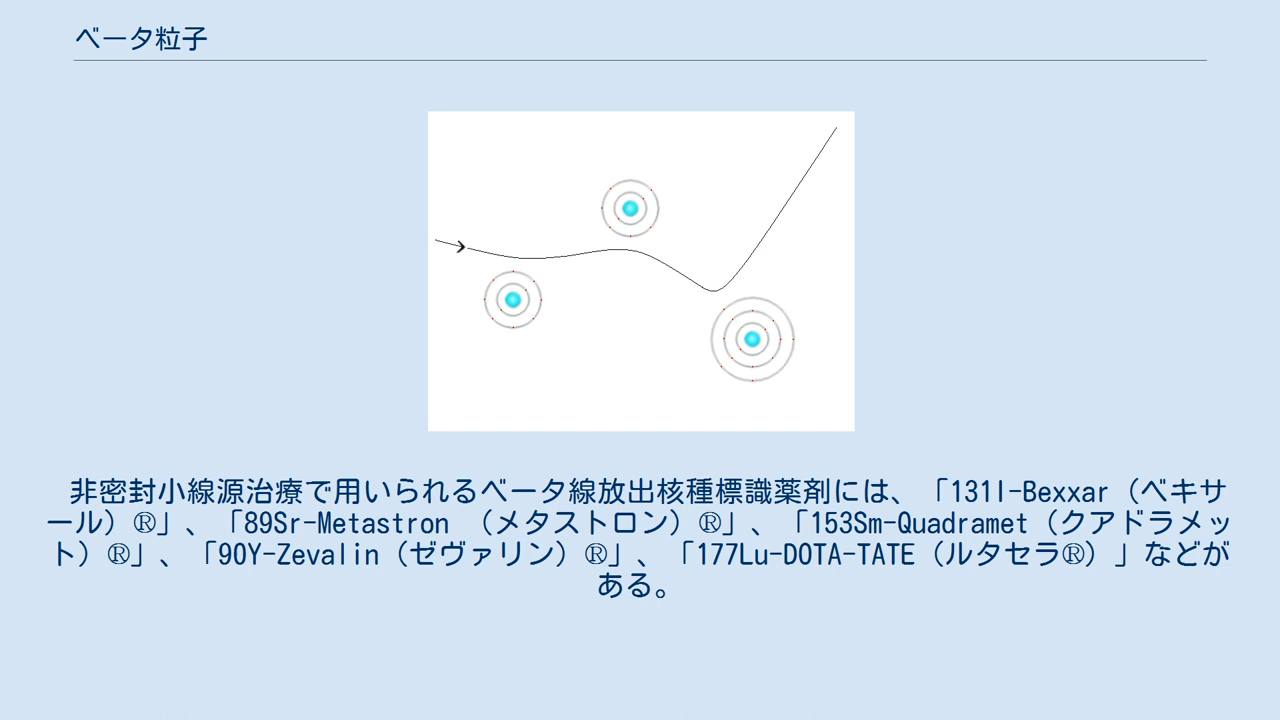 ベータ粒子
非密封小線源治療で用いられるベータ線放出核種標識薬剤には、「131I-Bexxar（ベキサ
ール）®」、「89Sr-Metastron （メタストロン）®」、「153Sm-Quadramet（クアドラメッ
ト）®」、「90Y-Zevalin（ゼヴァリン）®」、「177Lu-DOTA-TATE（ルタセラ®）」などが
ある。